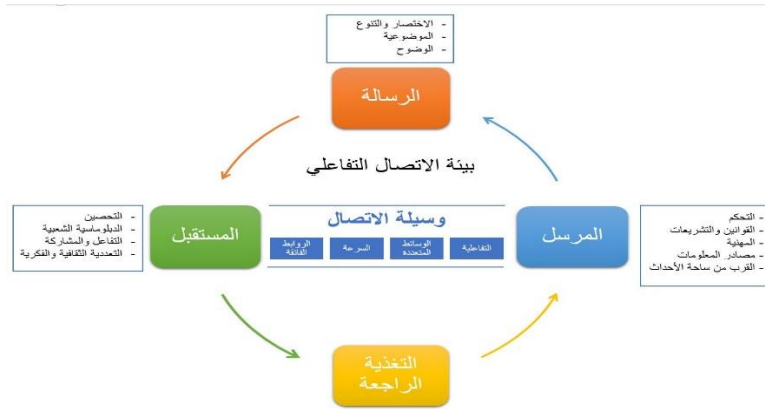 - الاختصار والتنوع
- الموضوعية
- الوضوح
الرسالة
بيئة الاتصال التفاعلي
المرسل
- التحكم
- القوانين والتشريعات
- المهنية
- مصادر المعلومات
- القرب من ساحة الأحداث
وسيلة الاتصال
التفاعلية
الوسائط
المتعددة
السرعة
الروابط
الفائقة
المستقبل
- التحصين
- الدبلوماسية الشعبية
- التفاعل والمشاركة
- التعددية الثقافية والفكرية
التغذية
الراجعة